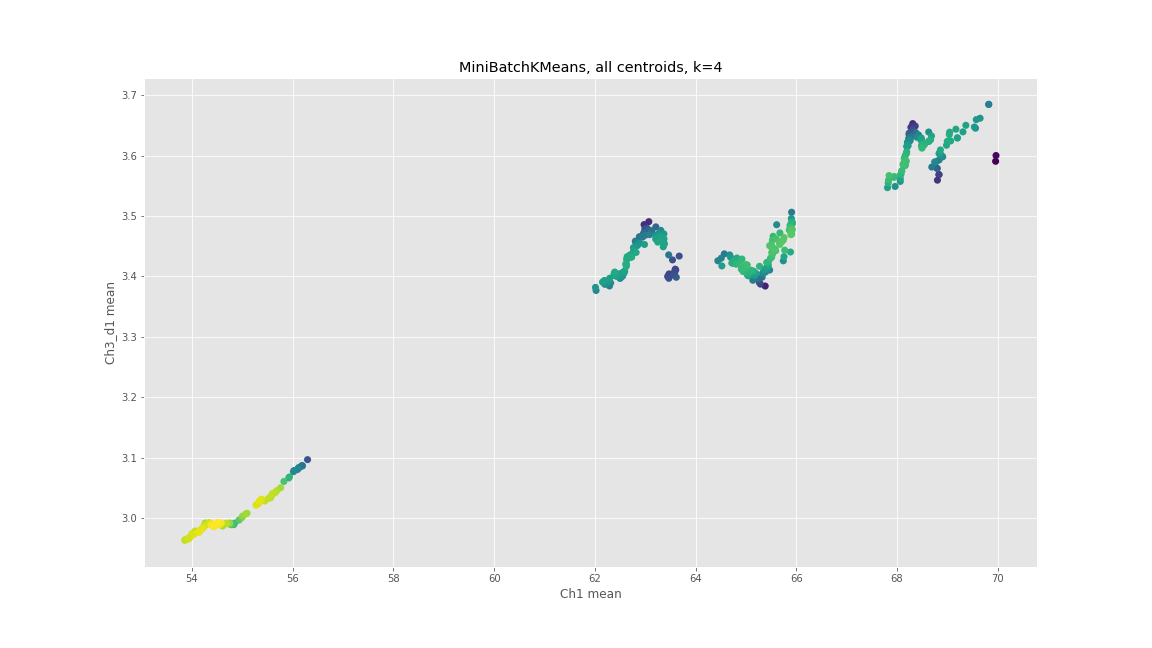 MiniBatchKMeans, all centroids, k=4
3.7
3.6
3.5
3.4
3.3
3.2
3.1
3.0
Ch3_d1 mean
54 56 58 60 62 64 66 68 70
Ch1 mean